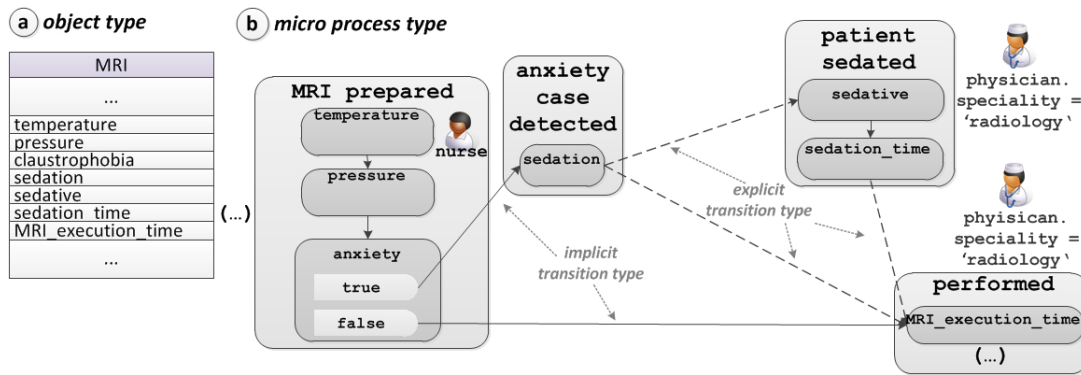 a object type
MRI
...
temperature
pressure
claustrophobia
sedation
sedative
sedation_time
MRI_execution_time
...
(...)
b micro process type
MRI prepared
temperature
nurse
pressure
anxiety
true
false
anxiety
case
detected
sedation
implicit
transition type
explicit
transition type
patient
sedated
sedative
sedation_time
physician.
speciality =
‘radiology‘
phyisican.
speciality =
‘radiology‘
performed
MRI_execution_time
(...)